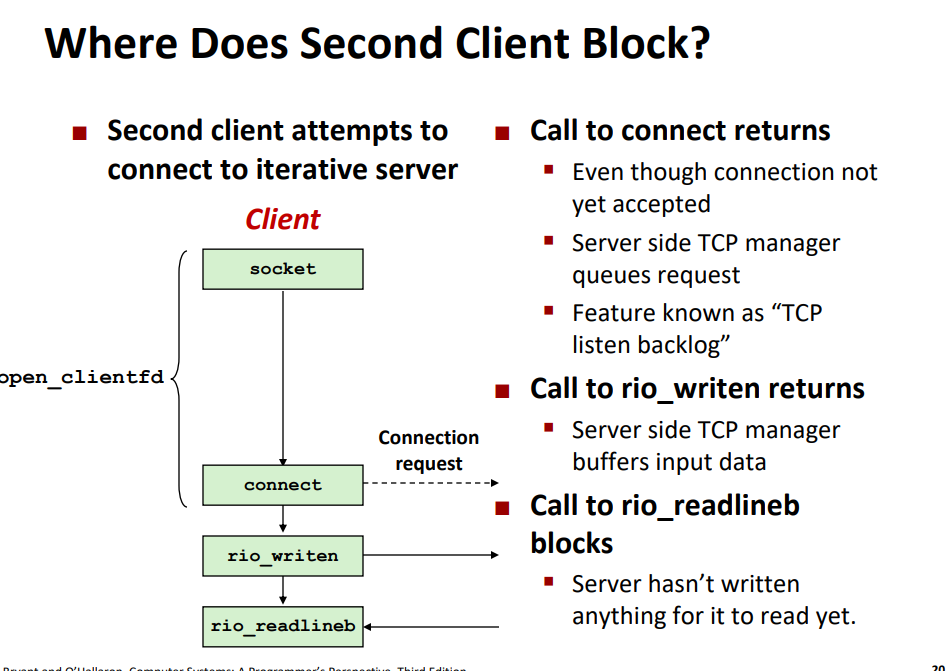 Where Does Second Client Block?
■ Second client attempts to
connect to iterative server
Client
socket
open_clientfd
Connection
request
connect
rio_writen
rio_readlineb
■ Call to connect returns
■ Even though connection not
yet accepted
■ Server side TCP manager
queues request
■ Feature known as “TCP
listen backlog”
■ Call to rio_writen returns
■ Server side TCP manager
buffers input data
■ Call to rio_readlineb
blocks
■ Server hasn’t written
anything for it to read yet.
Bryant and O’Hallaron, Computer Systems: A Programmer’s Perspective, Third Edition
20